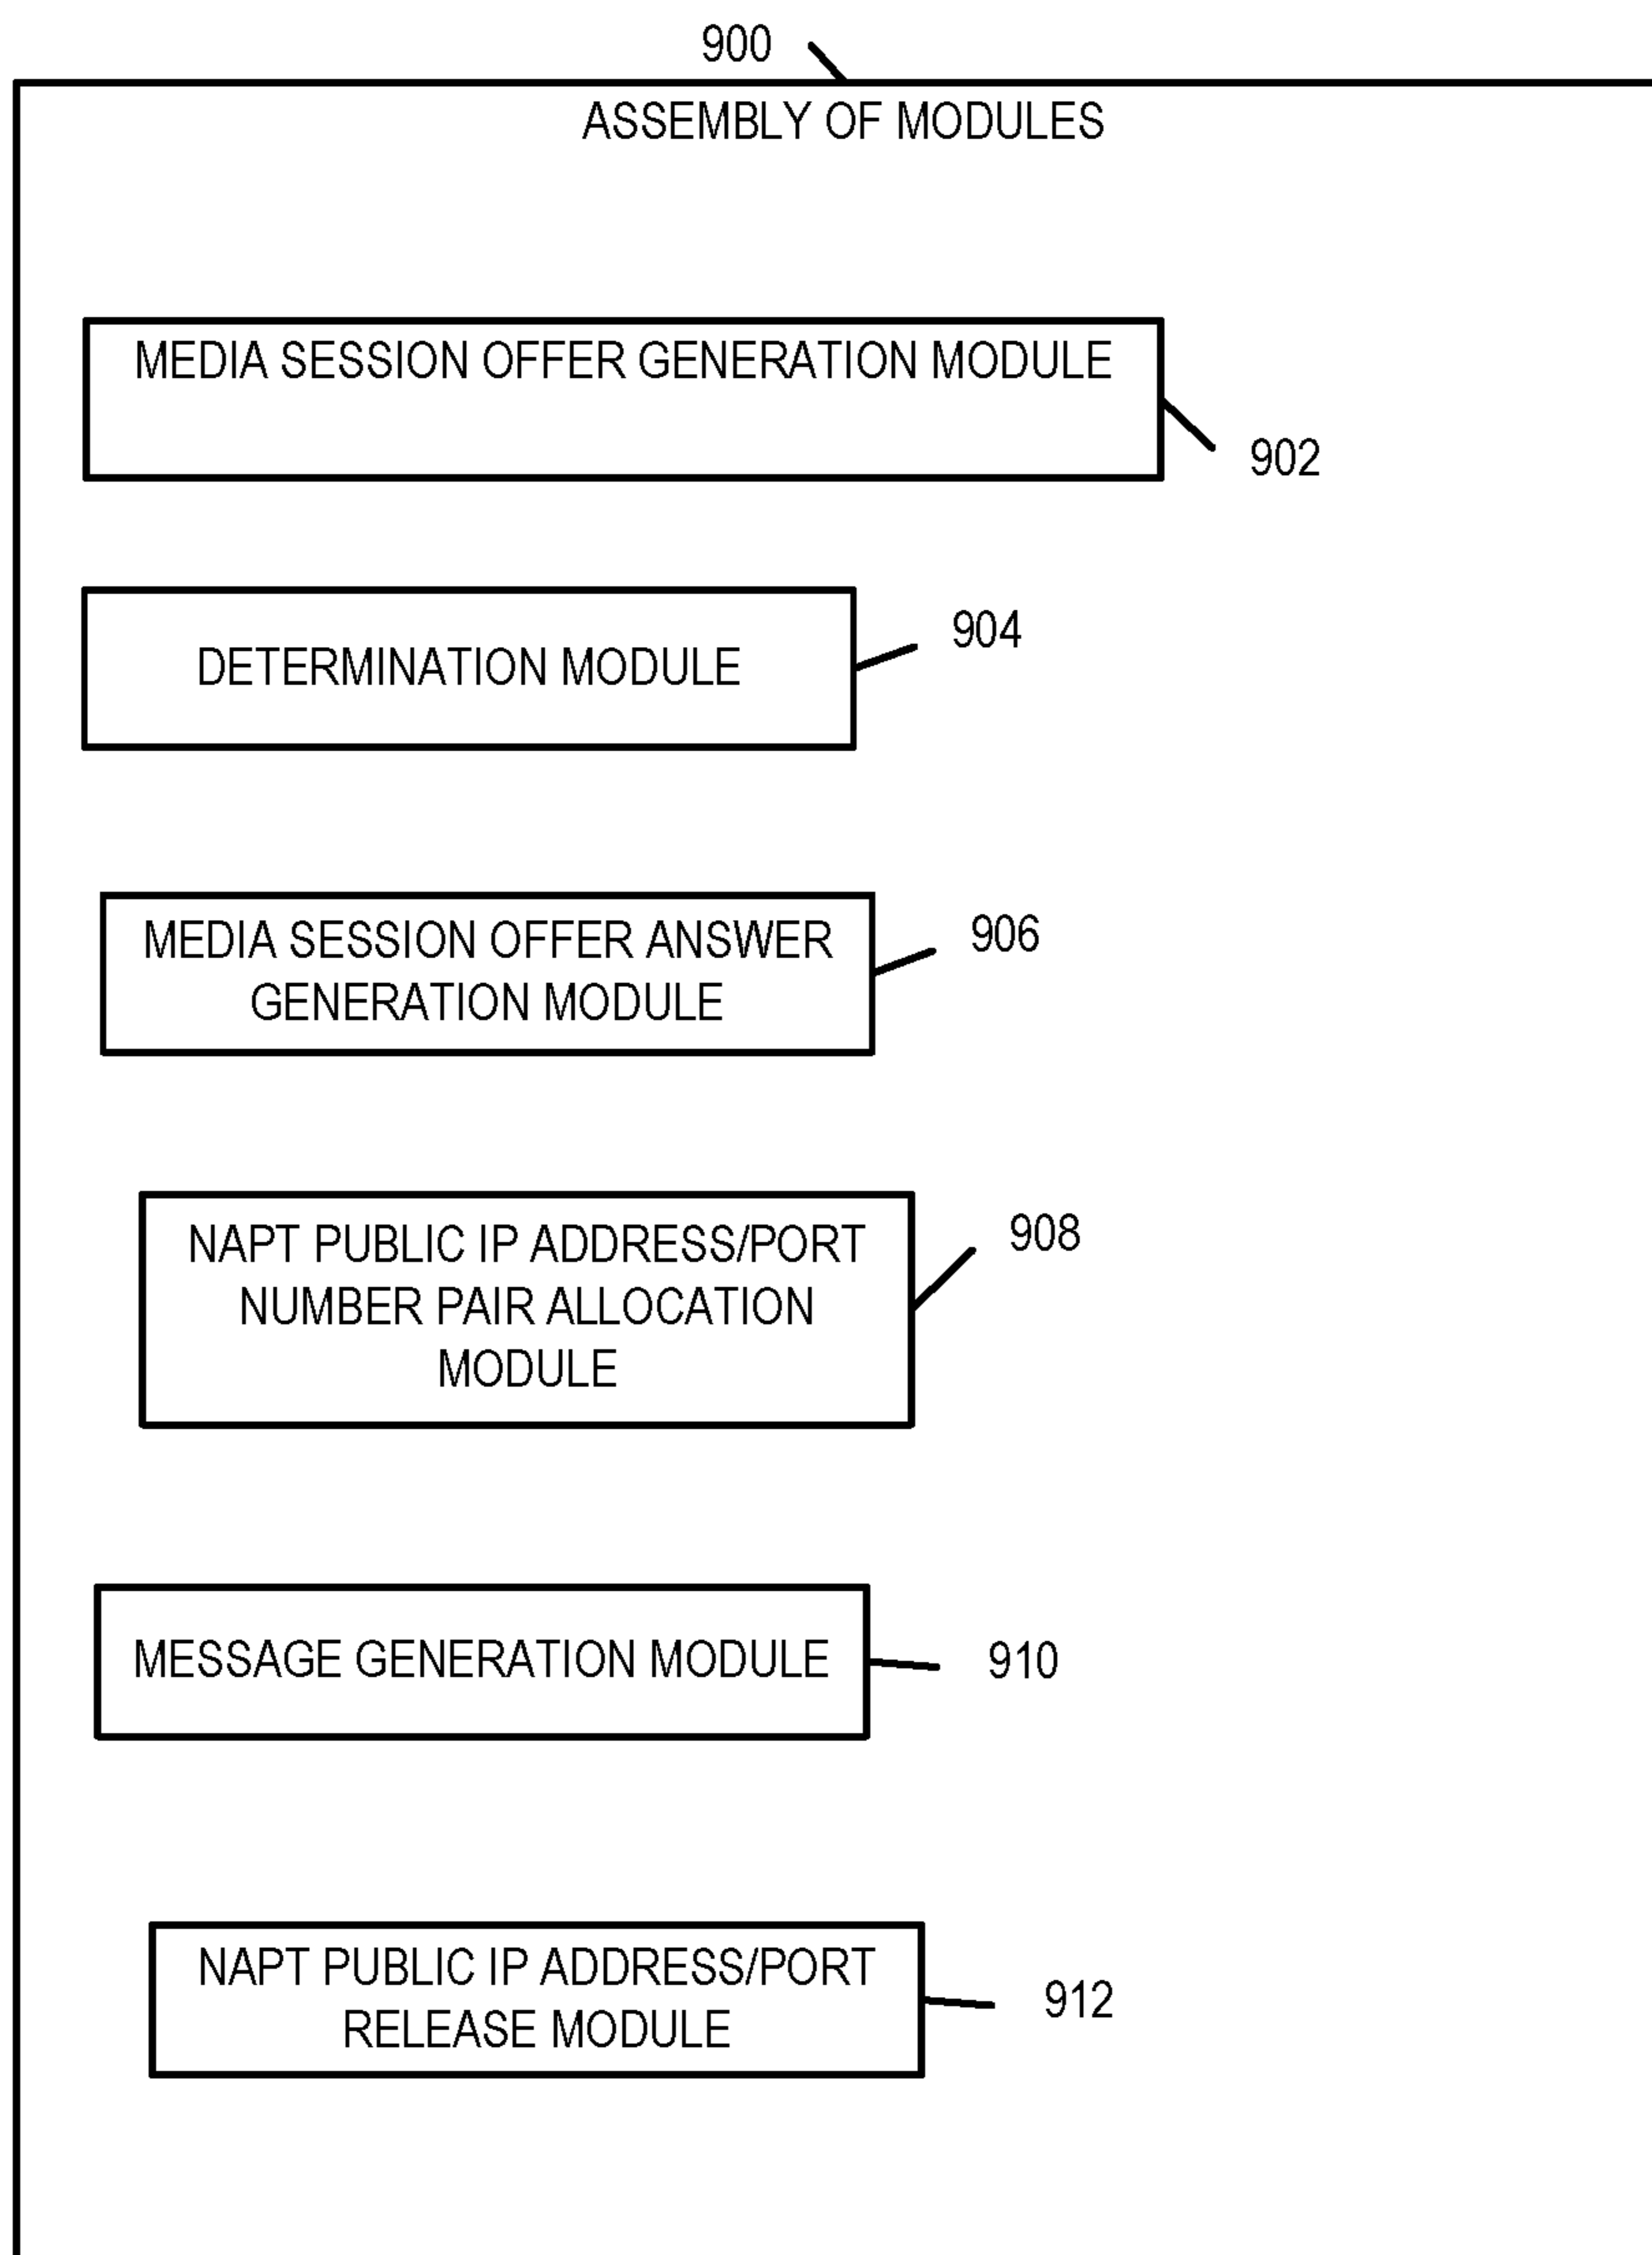 900
ASSEMBLY OF MODULES
MEDIA SESSION OFFER GENERATION MODULE
902
904
DETERMINATION MODULE
906
MEDIA SESSION OFFER ANSWER
GENERATION MODULE
908
NAPT PUBLIC IP ADDRESS/PORT
NUMBER PAIR ALLOCATION
MODULE
MESSAGE GENERATION MODULE
910
NAPT PUBLIC IP ADDRESS/PORT
RELEASE MODULE
912